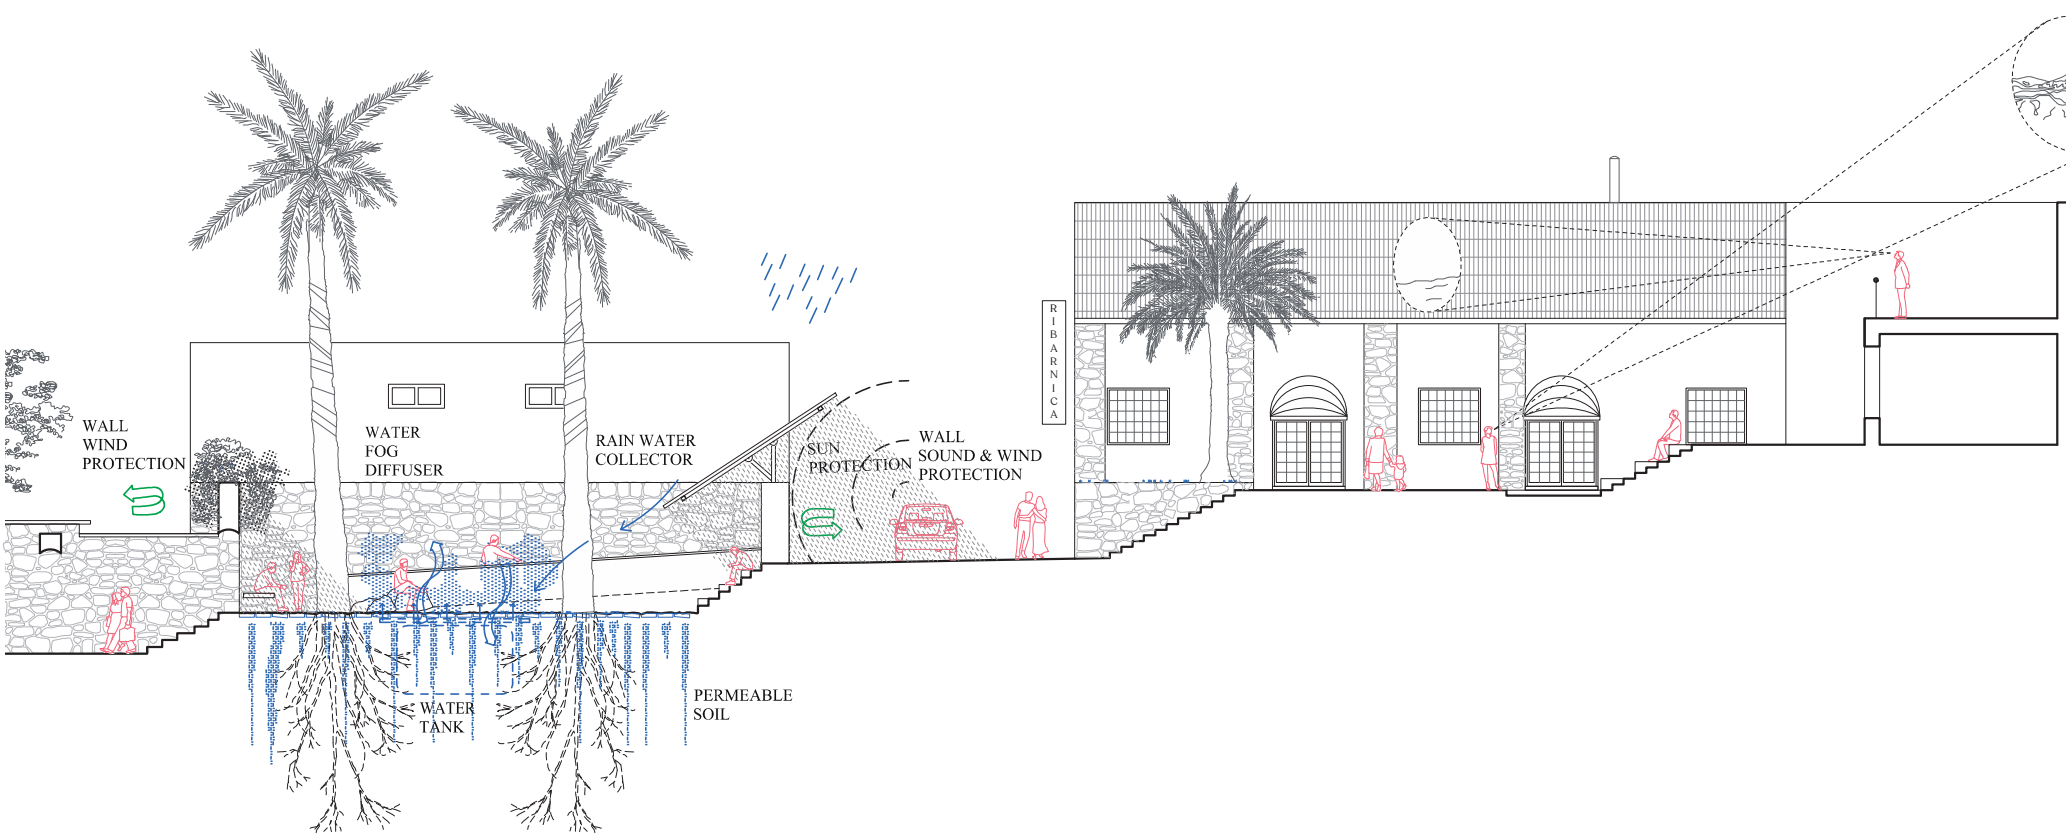 WALL
WIND
PROTECTION
WATER
FOG
DIFFUSER
RAIN WATER
COLLECTOR
SUN
PROTECTION
WALL
SOUND & WIND
PROTECTION
RIBARNICA
WATER
TANK
PERMEABLE
SOIL